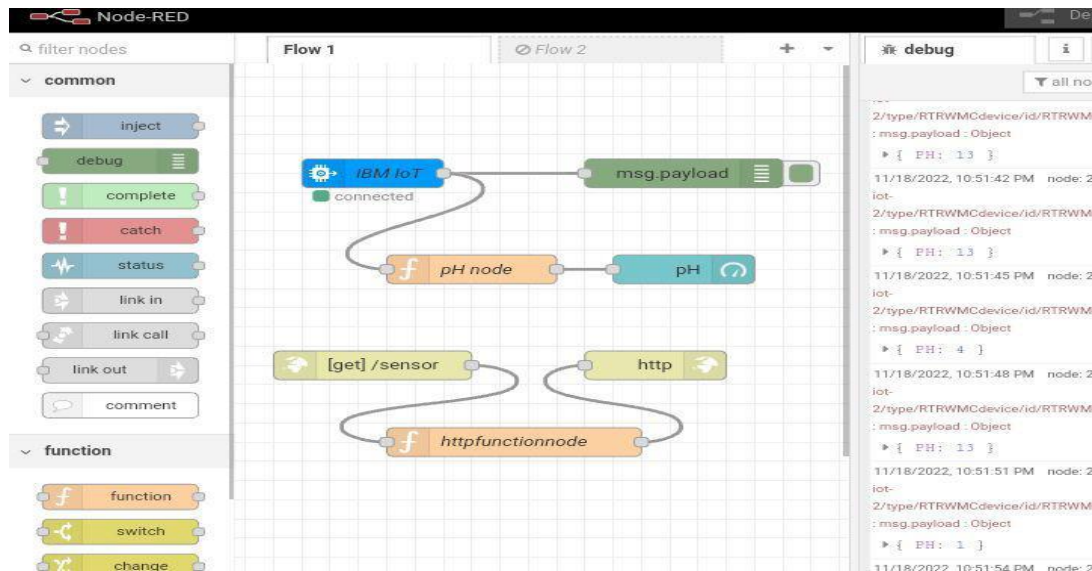 Node-RED
De
filter nodes
common
inject
debug
complete
catch
status
link in
link call
link out
comment
function
function
switch
change
Flow 1
Flow 2
IBM IoT
connected
msg.payload
pH node
pH
[get] /sensor
http
httpfunctionnode
debug
i
all no
2/type/RTRWMCdevice/id/RTRWM
: msg.payload : Object
{ PH: 13 }
11/18/2022, 10:51:42 PM node: 2
iot-
2/type/RTRWMCdevice/id/RTRWM
: msg.payload : Object
{ PH: 13 }
11/18/2022, 10:51:45 PM node: 2
iot-
2/type/RTRWMCdevice/id/RTRWM
: msg.payload : Object
{ PH: 4 }
11/18/2022, 10:51:48 PM node: 2
iot-
2/type/RTRWMCdevice/id/RTRWM
: msg.payload : Object
{ PH: 13 }
11/18/2022, 10:51:51 PM node: 2
iot-
2/type/RTRWMCdevice/id/RTRWM
: msg.payload : Object
{ PH: 1 }
11/18/2022, 10:51:54 PM node: 2